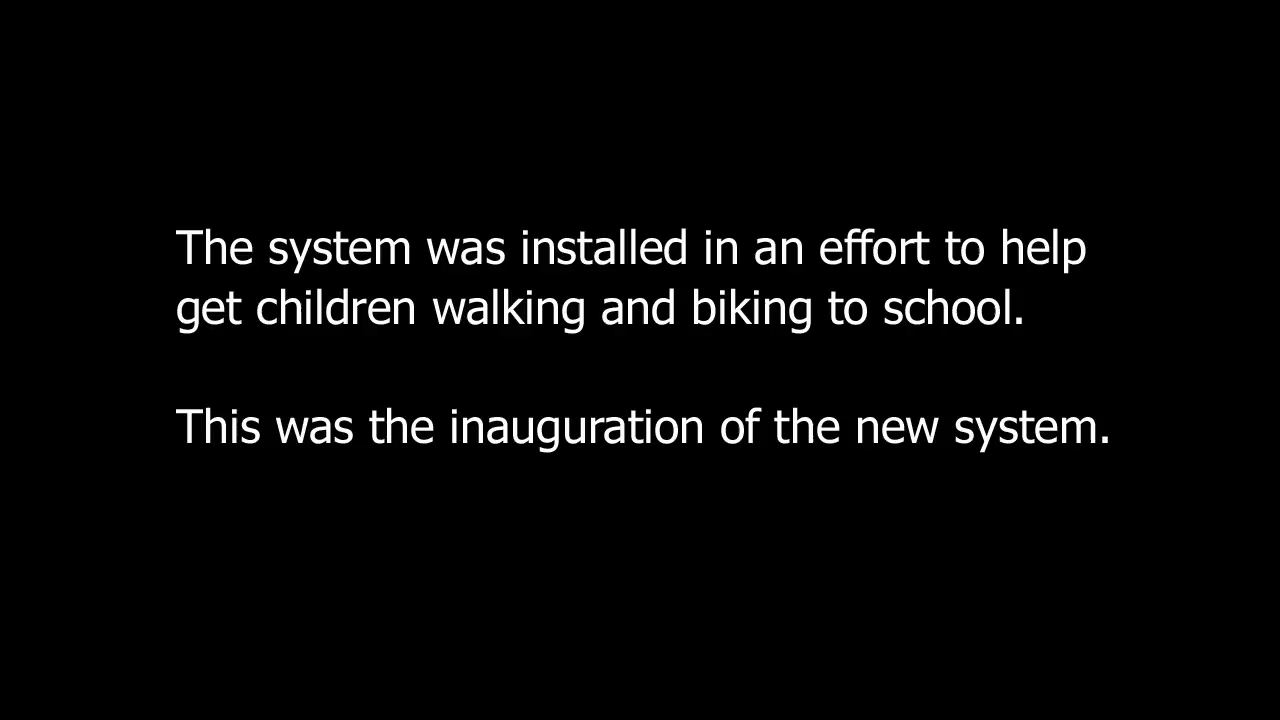 The system was installed in an effort to help
get children walking and biking to school.
This was the inauguration of the new system.